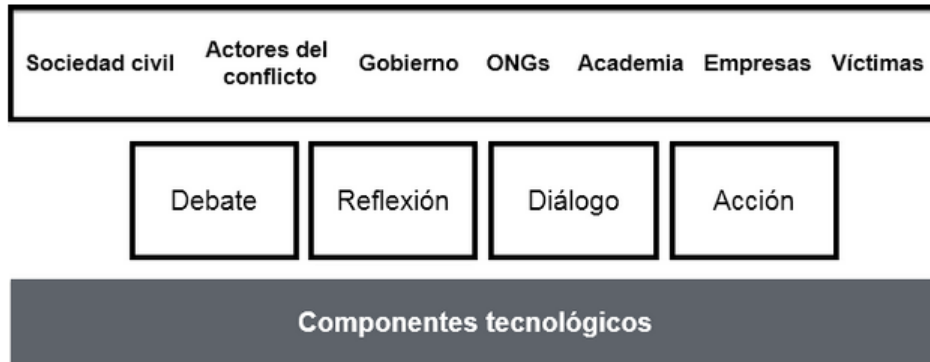 Sociedad civil Actores del conflicto Gobierno ONGs Academia Empresas Víctimas
Debate Reflexión Diálogo Acción
Componentes tecnológicos